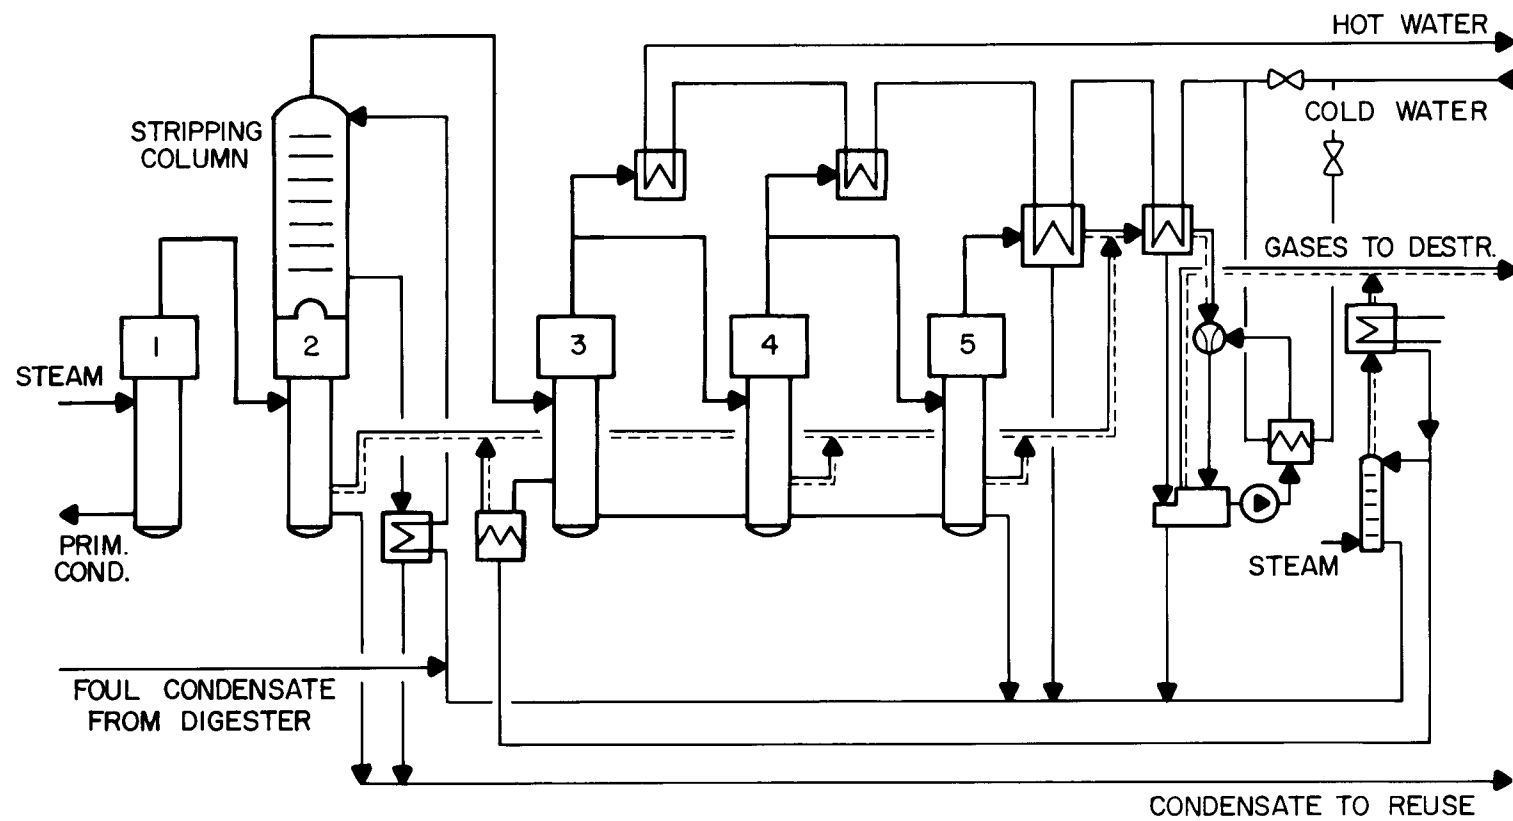 HOT WATER
COLD WATER
STRIPPING
COLUMN
GASES TO DESTR.
1
2
3
4
5
STEAM
PRIM.
COND.
STEAM
FOUL CONDENSATE
FROM DIGESTER
CONDENSATE TO REUSE